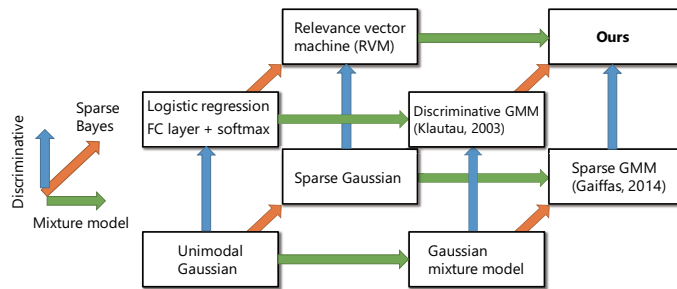 Relevance vector
machine (RVM)
Ours
Logistic regression
FC layer + softmax
Discriminative GMM
(Klautau, 2003)
Discriminative
Sparse
Bayes
Mixture model
Sparse Gaussian
Sparse GMM
(Gaiffas, 2014)
Unimodal
Gaussian
Gaussian
mixture model